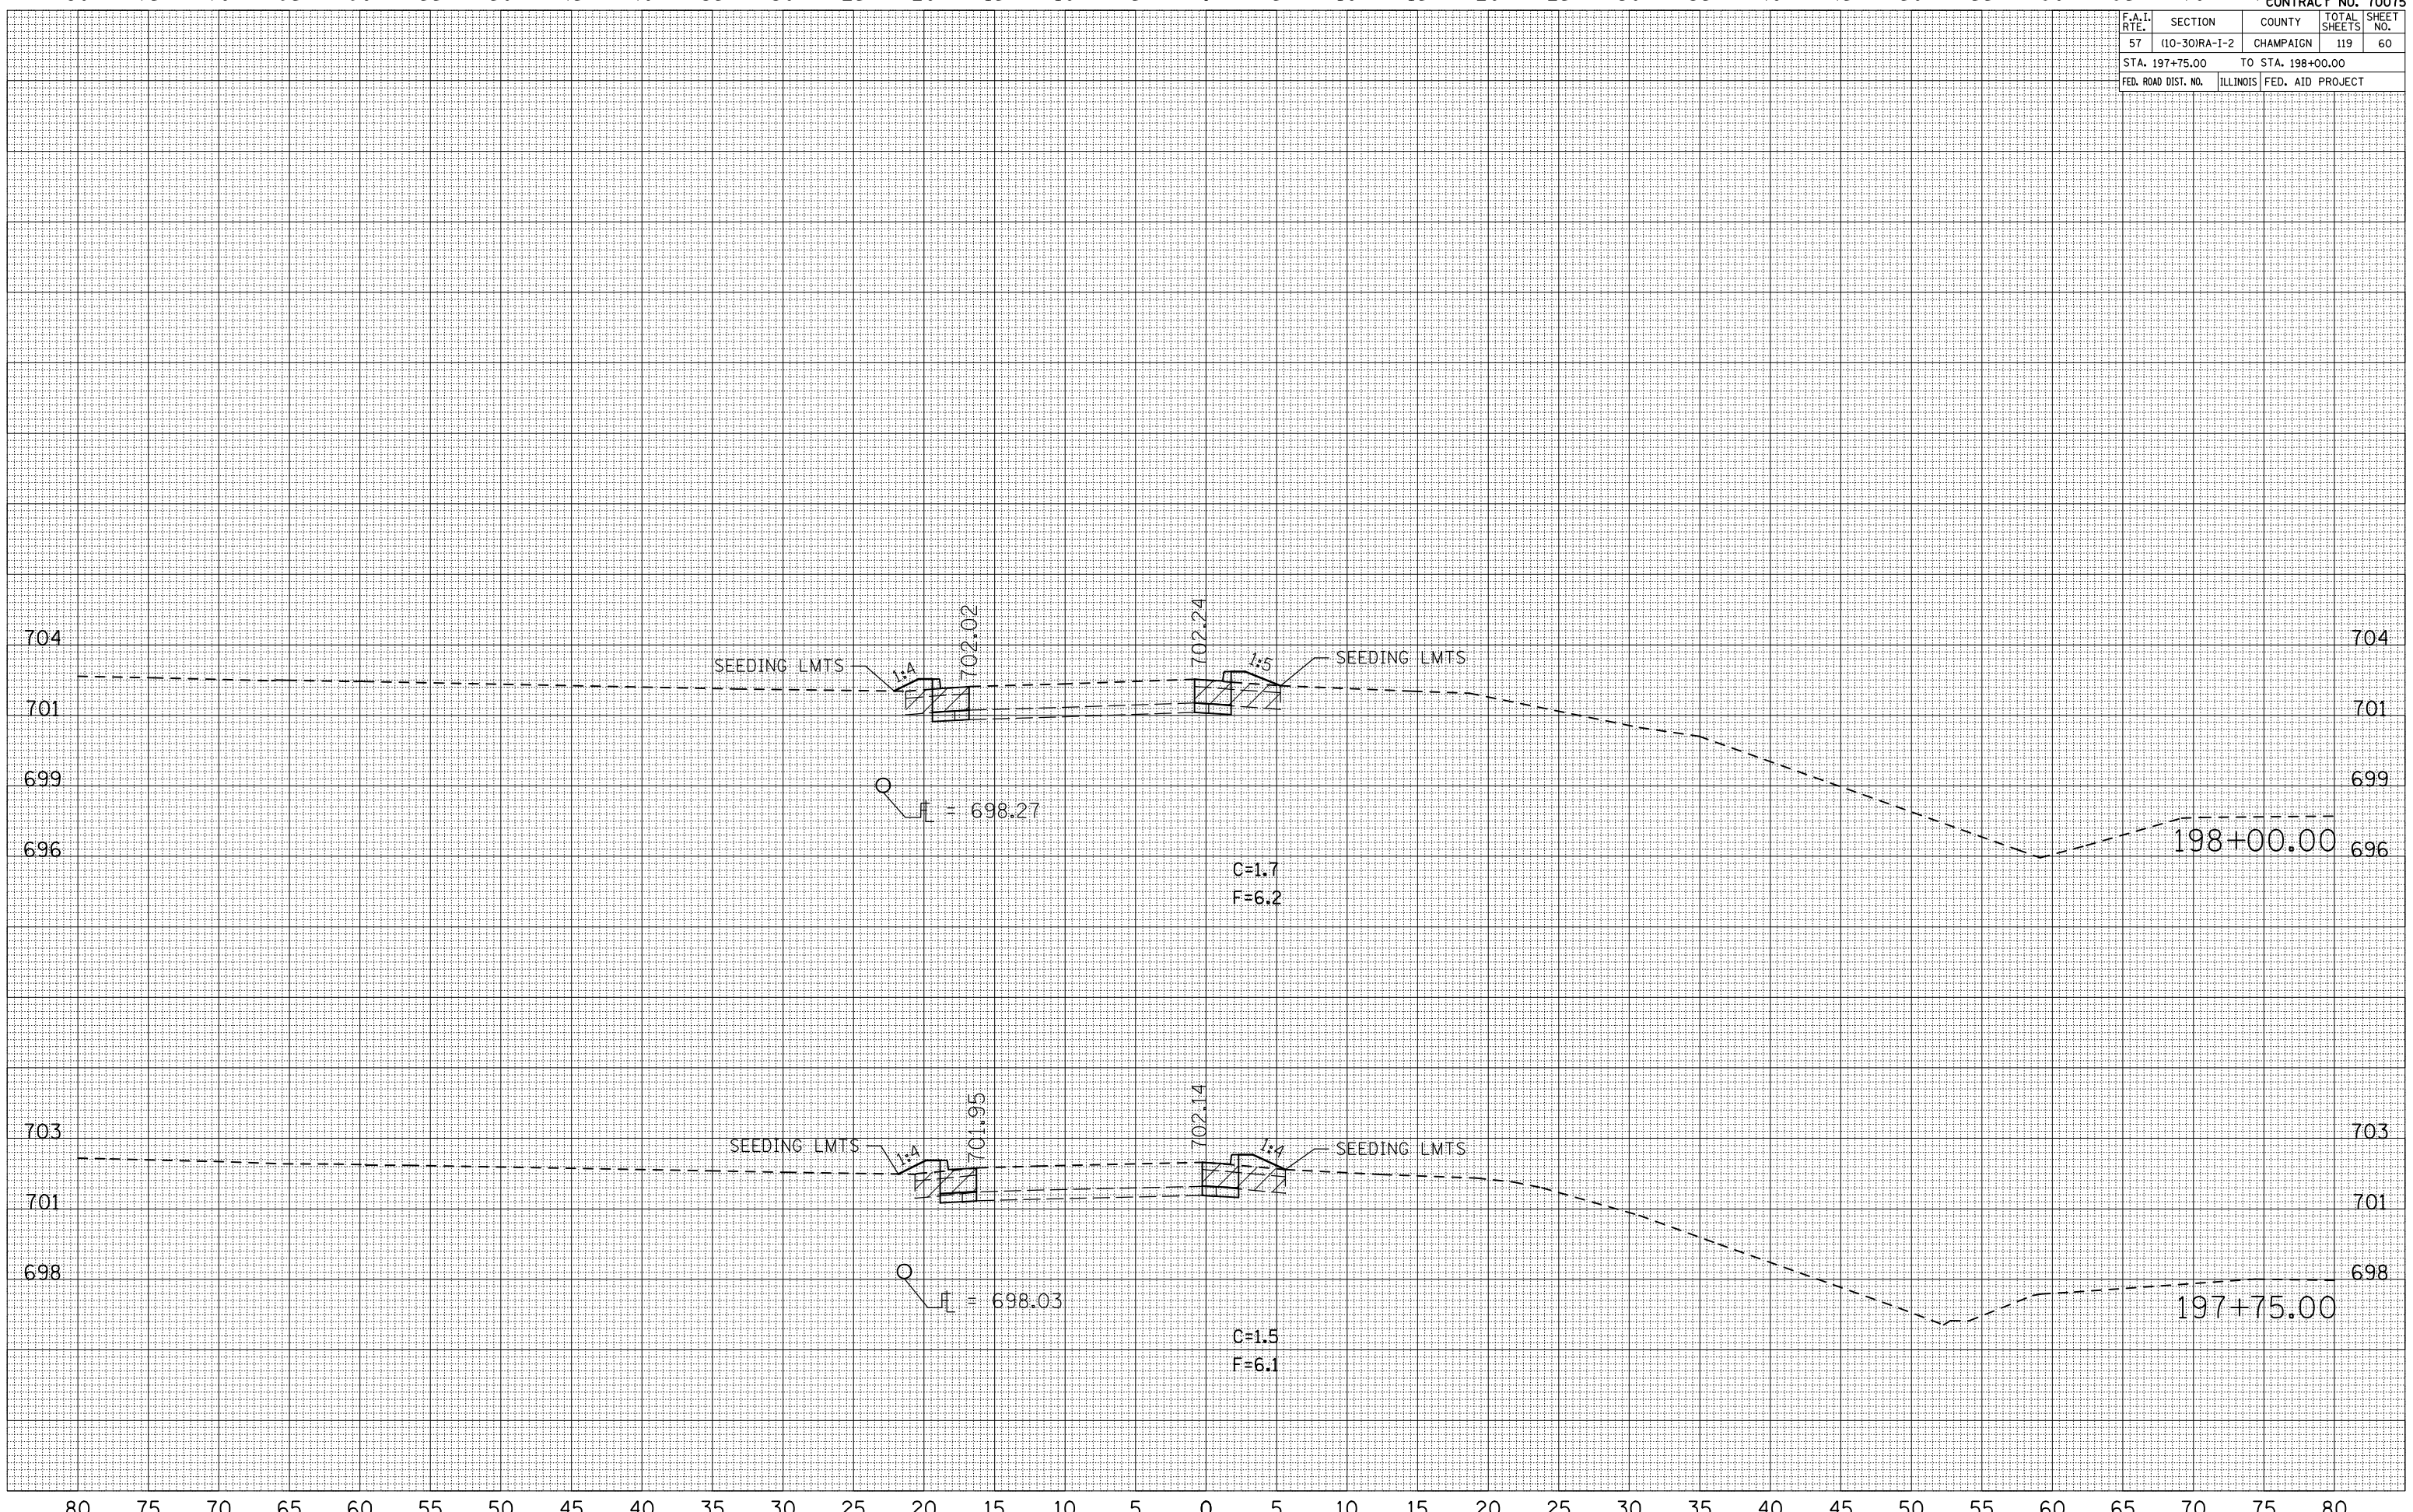 CONTRACT NO. 70075
F.A.I. RTE. SECTION COUNTY TOTAL SHEETS SHEET NO.
57 (10-30)RA-I-2 CHAMPAIGN 119 60
STA. 197+75.00 TO STA. 198+00.00
FED. ROAD DIST. NO. ILLINOIS FED. AID PROJECT
702.02
702.24
704
704
SEEDING LMTS
1:4
1:5
SEEDING LMTS
701
701
699
699
FL = 698.27
696
198+00.00
696
C=1.7
F=6.2
701.95
702.14
703
703
SEEDING LMTS
1:4
1:4
SEEDING LMTS
701
701
698
698
FL = 698.03
197+75.00
C=1.5
F=6.1
80 75 70 65 60 55 50 45 40 35 30 25 20 15 10 5 0 5 10 15 20 25 30 35 40 45 50 55 60 65 70 75 80